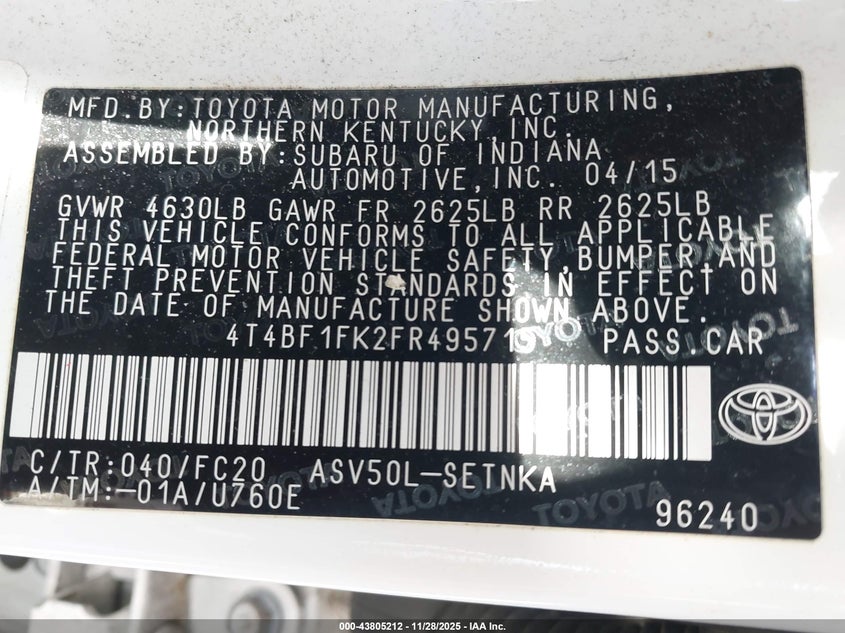 MFD.BY:TOYOTA MOTOR MANUFACTURING,
NORTHERN KENTUCKY,INC.
ASSEMBLED BY:SUBARU OF INDIANA
AUTOMOTIVE,INC. 04/15
GVWR 4630LB GAWR FR 2625LB RR 2625LB
THIS VEHICLE CONFORMS TO ALL APPLICABLE
FEDERAL MOTOR VEHICLE SAFETY,BUMPER,AND
THEFT PREVENTION STANDARDS IN EFFECT ON
THE DATE OF MANUFACTURE SHOWN ABOVE.
4T4BF1FK2FR495715 PASS.CAR
C/TR:040/FC20 ASV50L-SETNKA
A/TM:-01A/U760E
96240
000-43805212 - 11/28/2025 - IAA Inc.